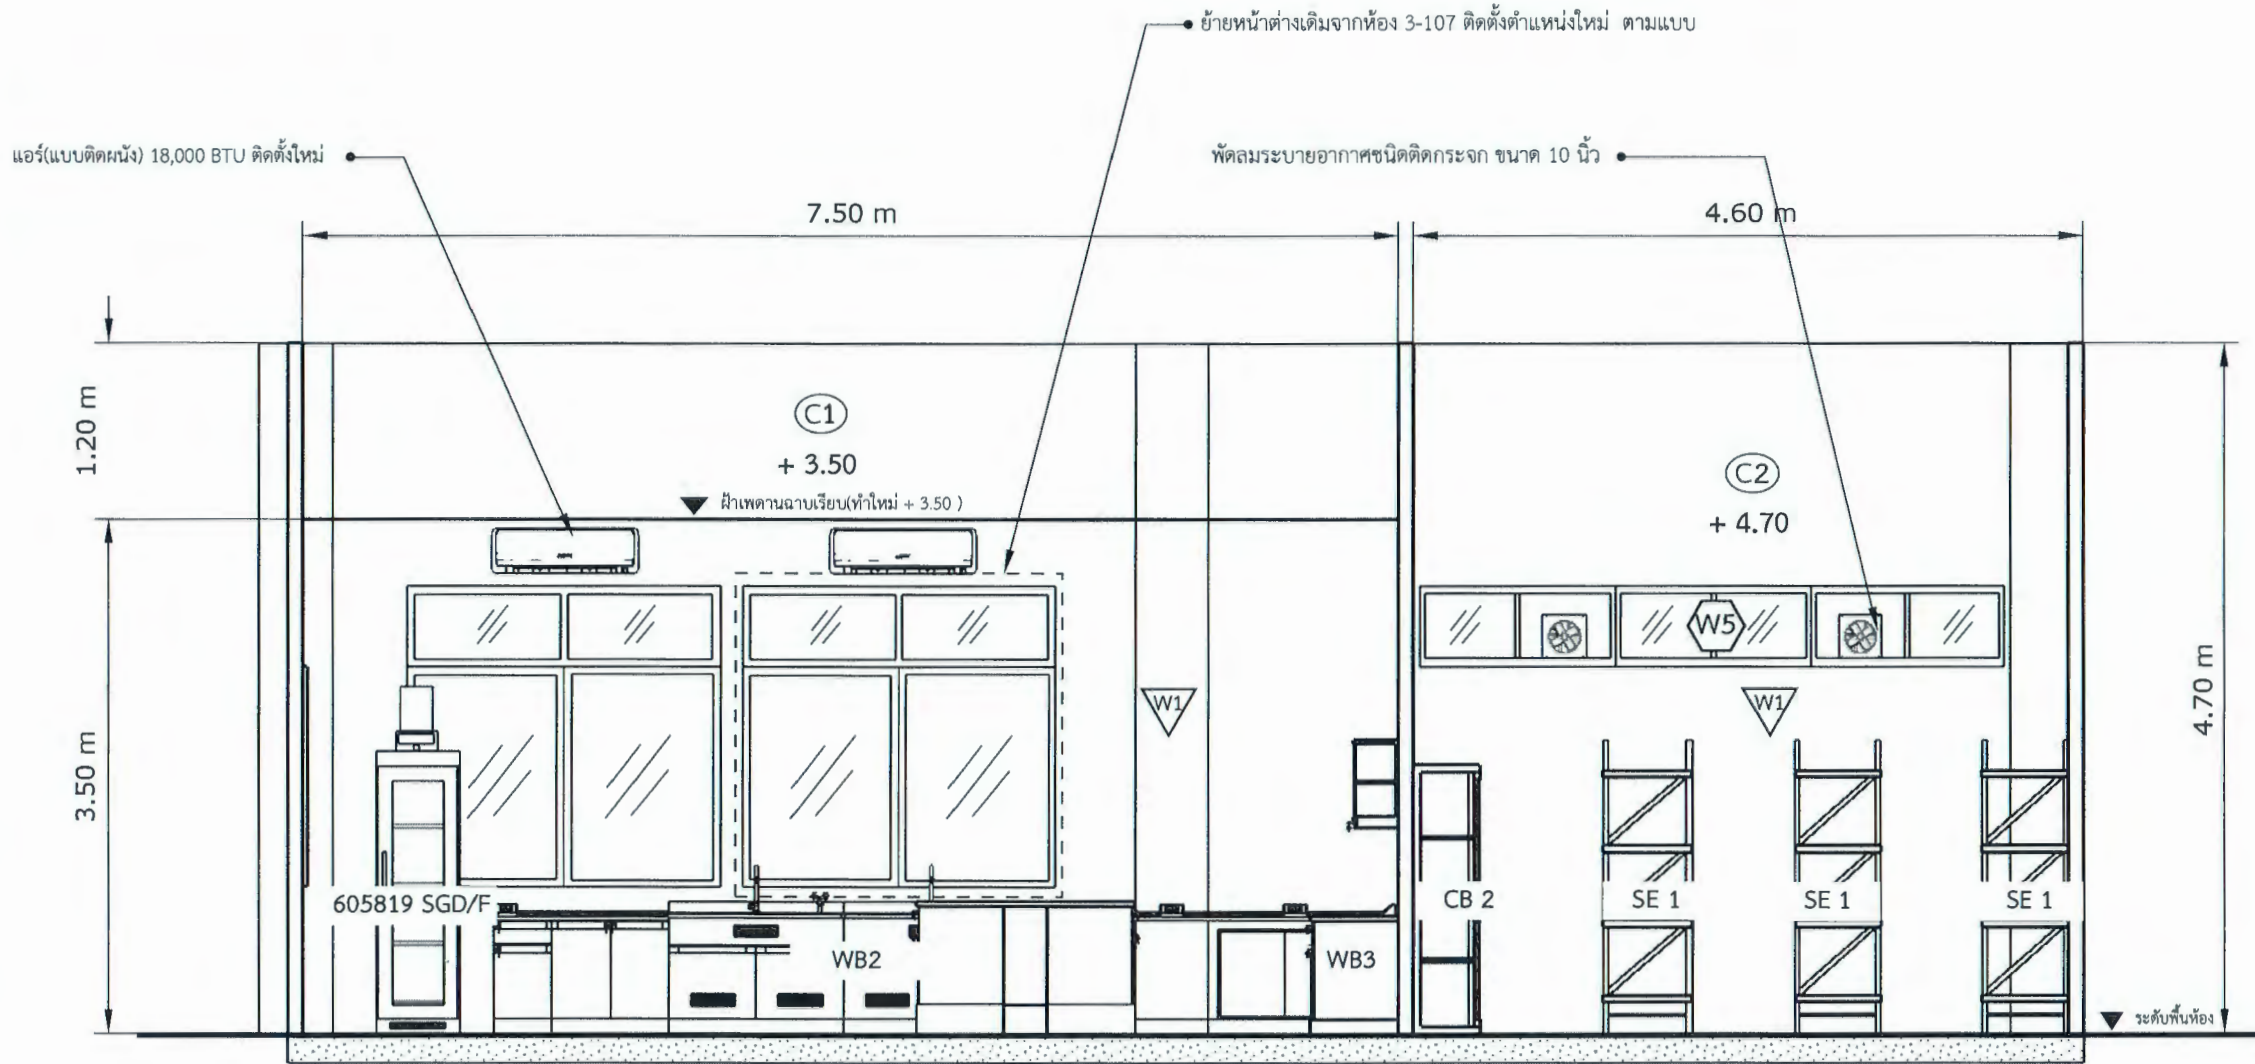 ย้ายหน้าต่างเดิมจากห้อง 3-107 ติดตั้งตำแหน่งใหม่ ตามแบบ
แอร์(แบบติดผนัง) 18,000 BTU ติดตั้งใหม่
พัดลมระบายอากาศชนิดติดกระจก ขนาด 10 นิ้ว
7.50 m
4.60 m
1.20 m
C1
+ 3.50
ฝ้าเพดานฉาบเรียบ(ทำใหม่ + 3.50 )
C2
+ 4.70
W5
W1
W1
3.50 m
4.70 m
605819 SGD/F
CB 2
SE 1
SE 1
SE 1
WB2
WB3
ระดับพื้นห้อง